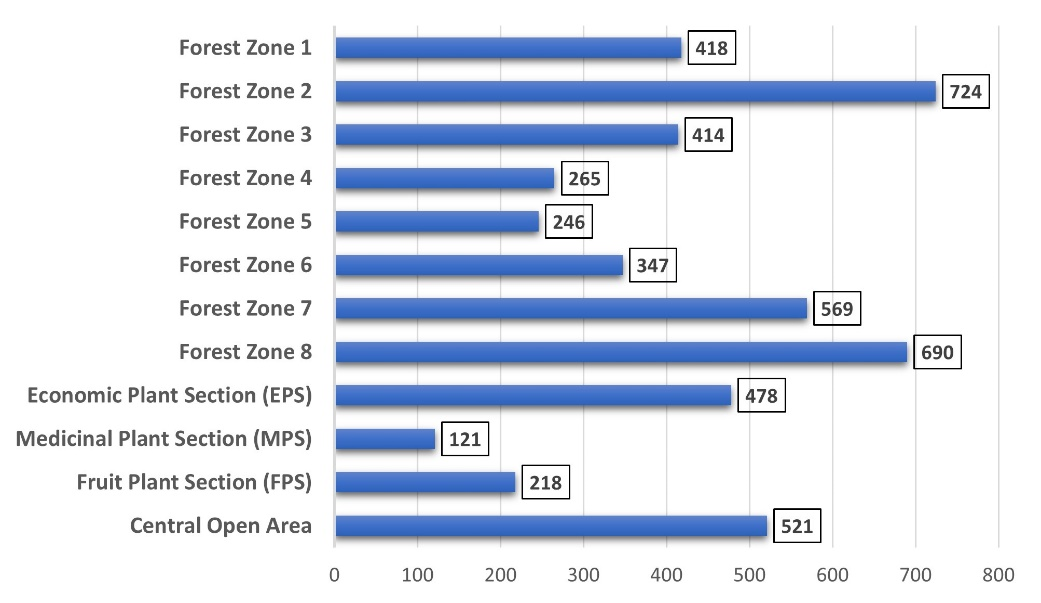 Forest Zone 1 418
Forest Zone 2 724
Forest Zone 3 414
Forest Zone 4 265
Forest Zone 5 246
Forest Zone 6 347
Forest Zone 7 569
Forest Zone 8 690
Economic Plant Section (EPS) 478
Medicinal Plant Section (MPS) 121
Fruit Plant Section (FPS) 218
Central Open Area 521
0 100 200 300 400 500 600 700 800